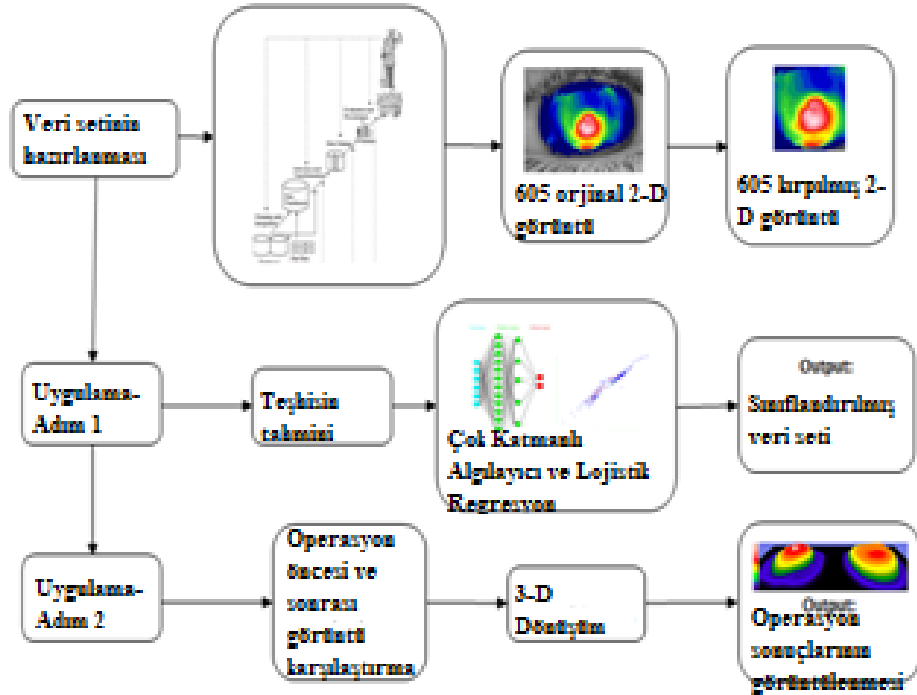 Veri setinin
hazırlanması
605 orjinal 2-D
görüntü
605 kırpılmış 2-
D görüntü
Uygulama-
Adım 1
Teşhisin
tahmini
Çok Katmanlı
Algılayıcı ve Lojistik
Regresyon
Output:
Sınıflandırılmış
veri seti
Uygulama-
Adım 2
Operasyon
öncesi ve
sonrası
görüntü
karşılaştırma
3-D
Dönüşüm
Output:
Operasyon
sonuçlarının
görüntülenmesi